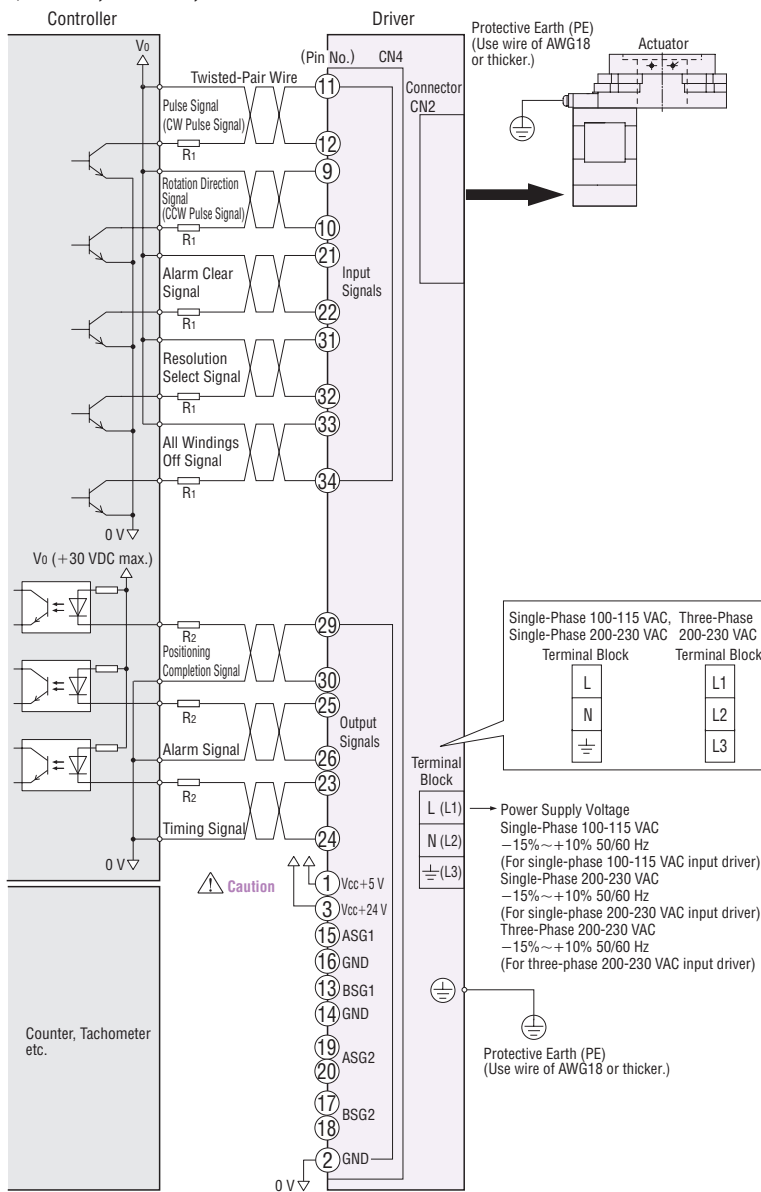 Controller
Driver
Vo
(Pin No.)
CN4
Protective Earth (PE)
(Use wire of AWG18
or thicker.)
Actuator
Twisted-Pair Wire
11
Connector
CN2
Pulse Signal
(CW Pulse Signal)
R1
12
9
Rotation Direction
Signal
(CCW Pulse Signal)
R1
10
21
Alarm Clear
Signal
Input
Signals
R1
22
31
Resolution
Select Signal
R1
32
33
All Windings
Off Signal
R1
34
0 V
Vo (+30 VDC max.)
R2
29
Positioning
Completion Signal
30
25
R2
Output
Signals
Alarm Signal
26
23
R2
Timing Signal
24
0 V
Single-Phase 100-115 VAC,
Single-Phase 200-230 VAC
Terminal Block
L
N
Three-Phase
200-230 VAC
Terminal Block
L1
L2
L3
Terminal
Block
L (L1)
N (L2)
(L3)
Power Supply Voltage
Single-Phase 100-115 VAC
−15%~+10% 50/60 Hz
(For single-phase 100-115 VAC input driver)
Single-Phase 200-230 VAC
−15%~+10% 50/60 Hz
(For single-phase 200-230 VAC input driver)
Three-Phase 200-230 VAC
−15%~+10% 50/60 Hz
(For three-phase 200-230 VAC input driver)
Caution
1 Vcc+5 V
3 Vcc+24 V
15 ASG1
16 GND
13 BSG1
14 GND
19
ASG2
20
17
BSG2
18
2 GND
0 V
Counter, Tachometer
etc.
Protective Earth (PE)
(Use wire of AWG18 or thicker.)